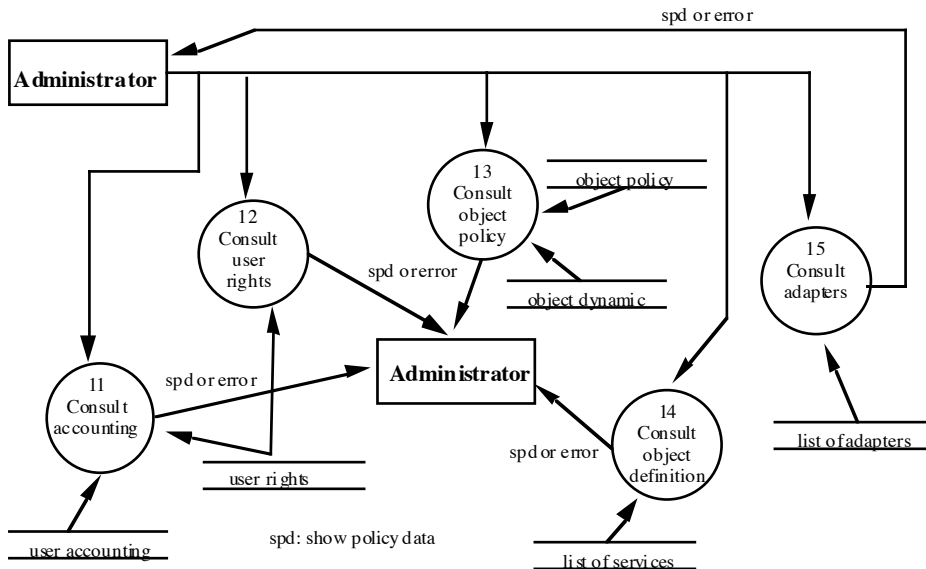 spd or error
Administrator
13
Consult
object
policy
object policy
12
Consult
user
rights
15
Consult
adapters
spd or error
object dynamic
Administrator
11
Consult
accounting
spd or error
14
Consult
object
definition
spd or error
list of adapters
user rights
user accounting
spd: show policy data
list of services